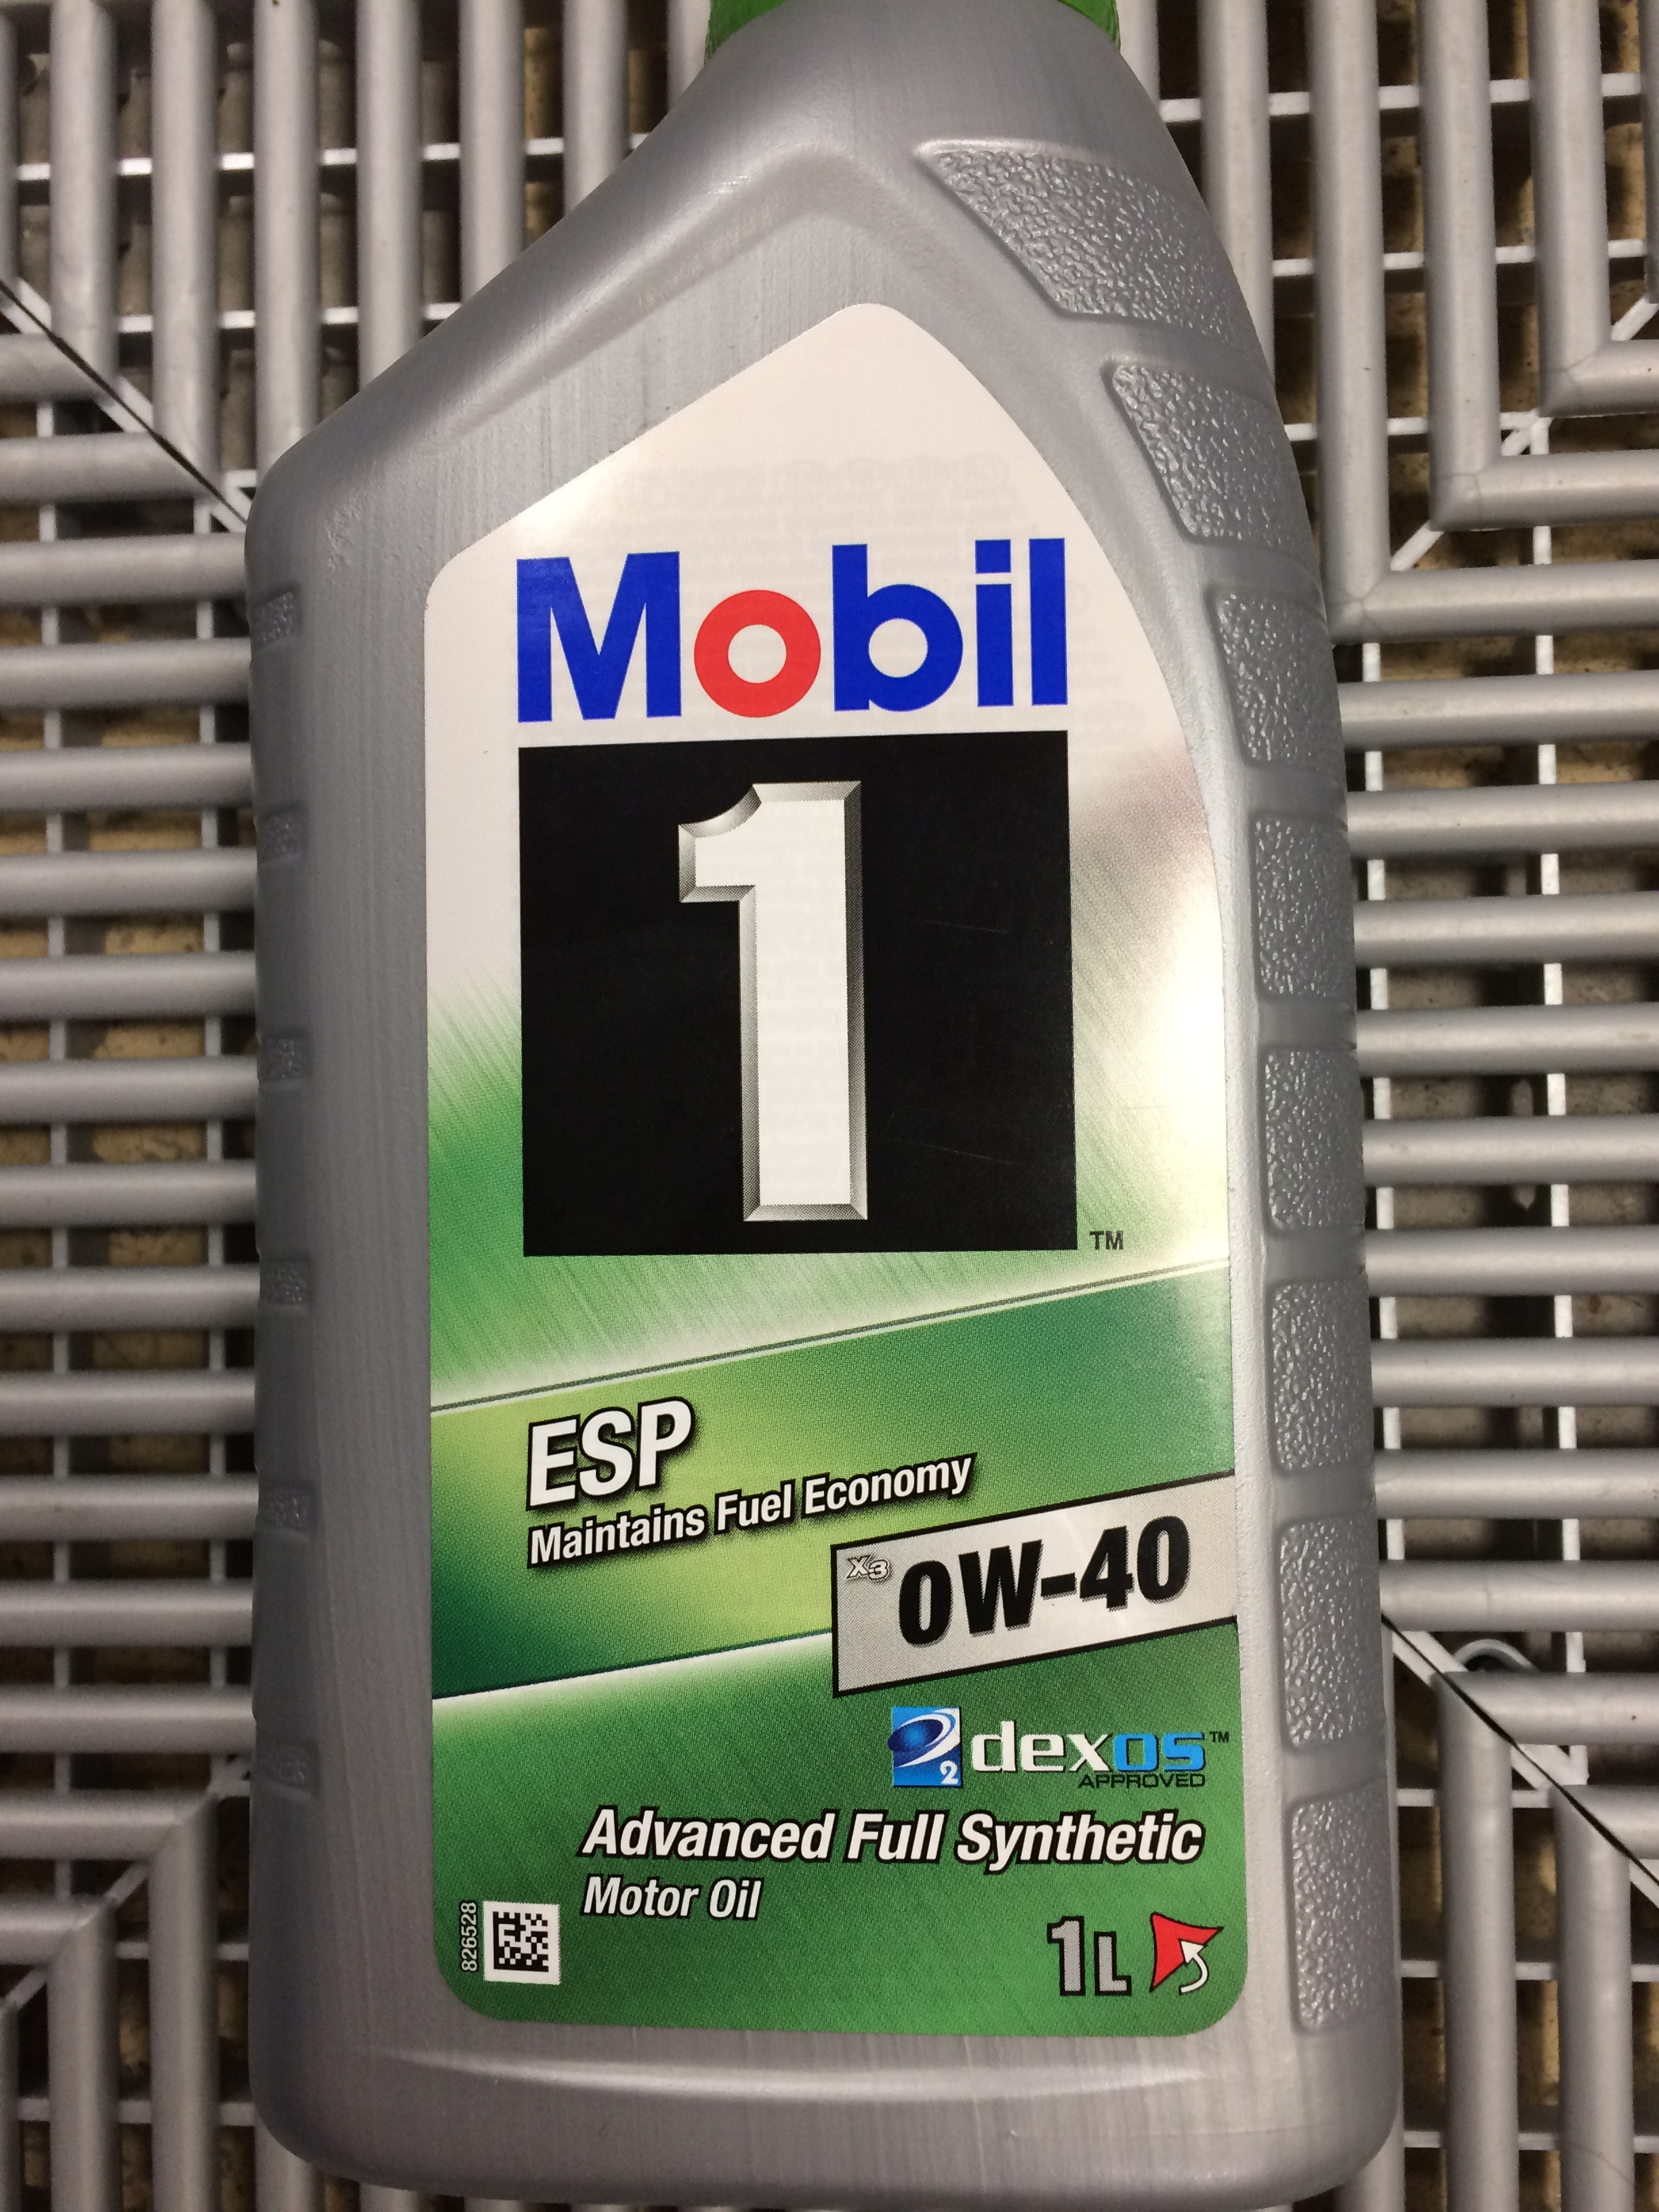 Mobil
1
TM
ESP
Maintains Fuel Economy
X3 0W-40
2 dexos TM
APPROVED
Advanced Full Synthetic
Motor Oil
826528
1L